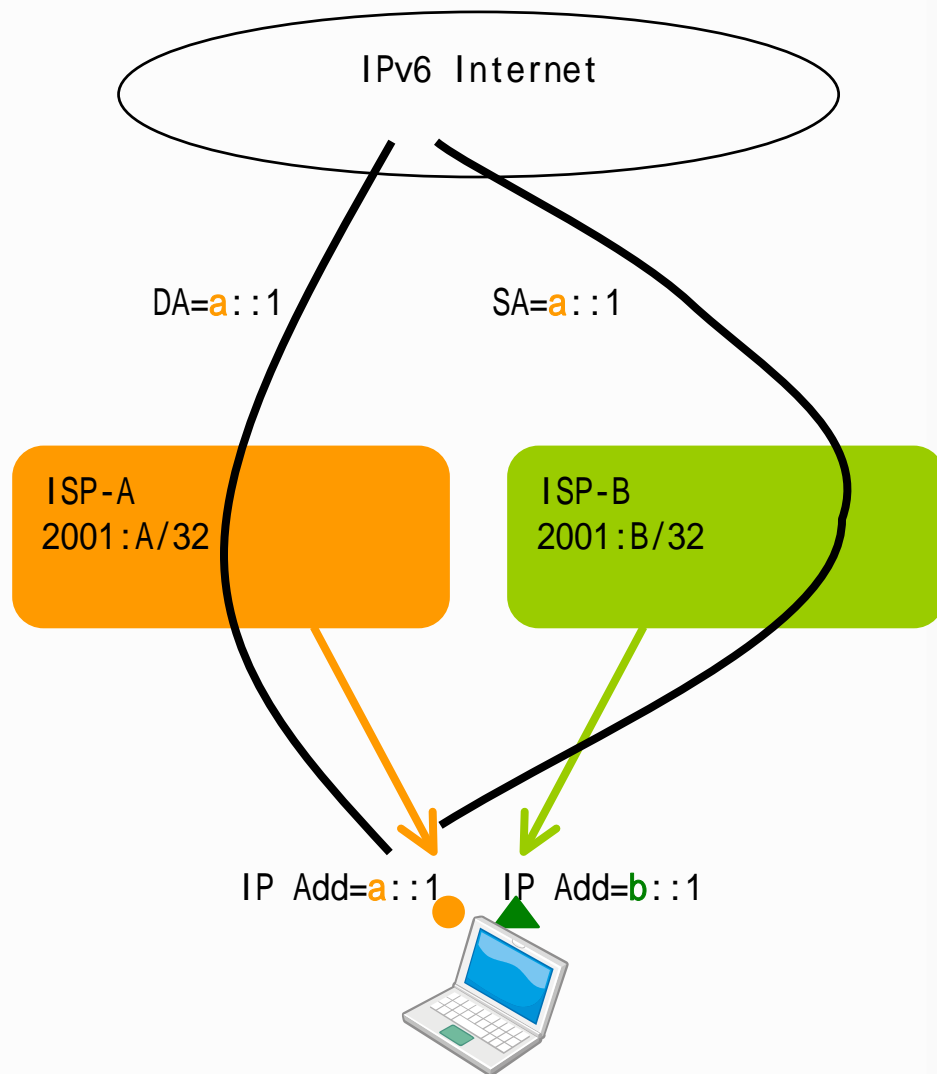 IPv6 Internet
DA=a::1
SA=a::1
ISP-A
2001:A/32
ISP-B
2001:B/32
IP Add=a::1
IP Add=b::1